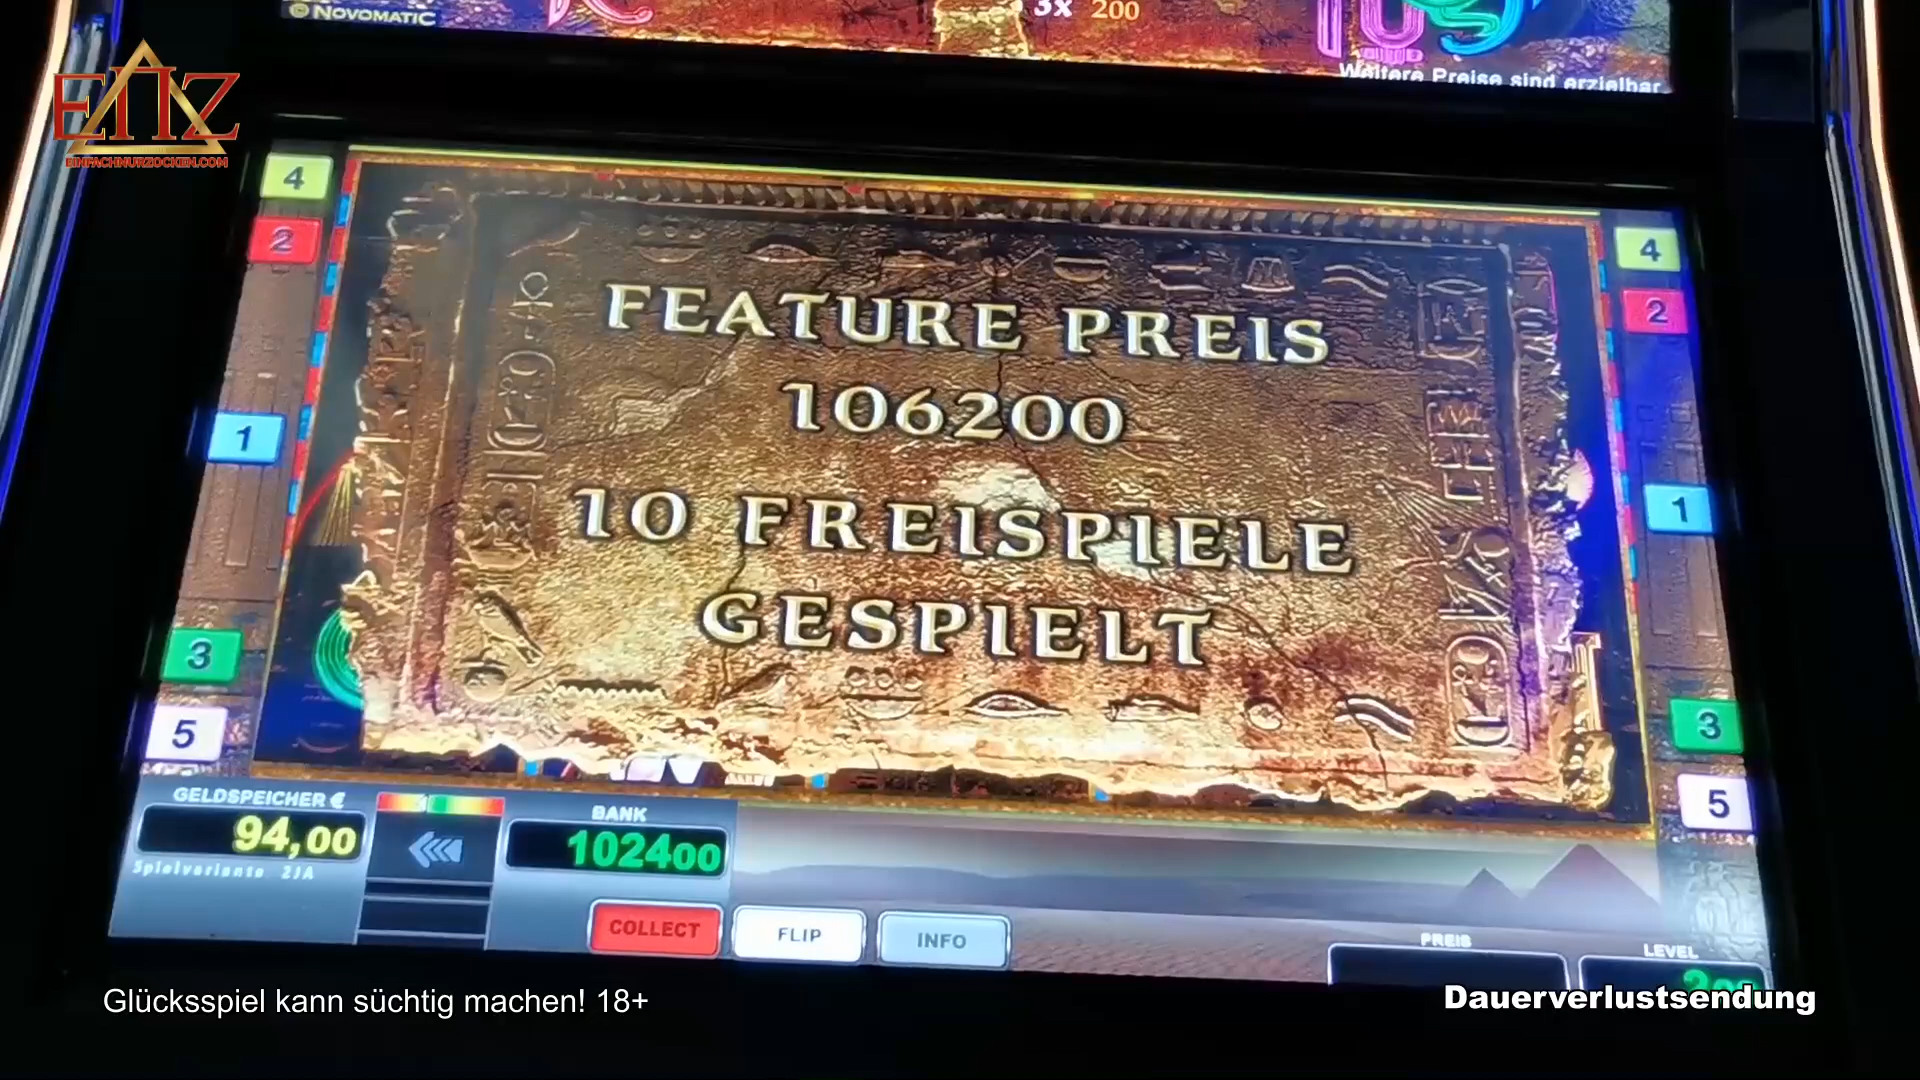 NOVOMATIC
3x 200
Weitere Preise sind erzielbar
EΠZ
EINFACHNURZOCKEN.COM
4
4
2
2
FEATURE PREIS
106200
1
1
10 FREISPIELE
GESPIELT
3
3
5
5
GELDSPEICHER €
94,00
Spielvariante 2JA
BANK
102400
COLLECT
FLIP
INFO
PREIS
LEVEL
Glücksspiel kann süchtig machen! 18+
Dauerverlustsendung